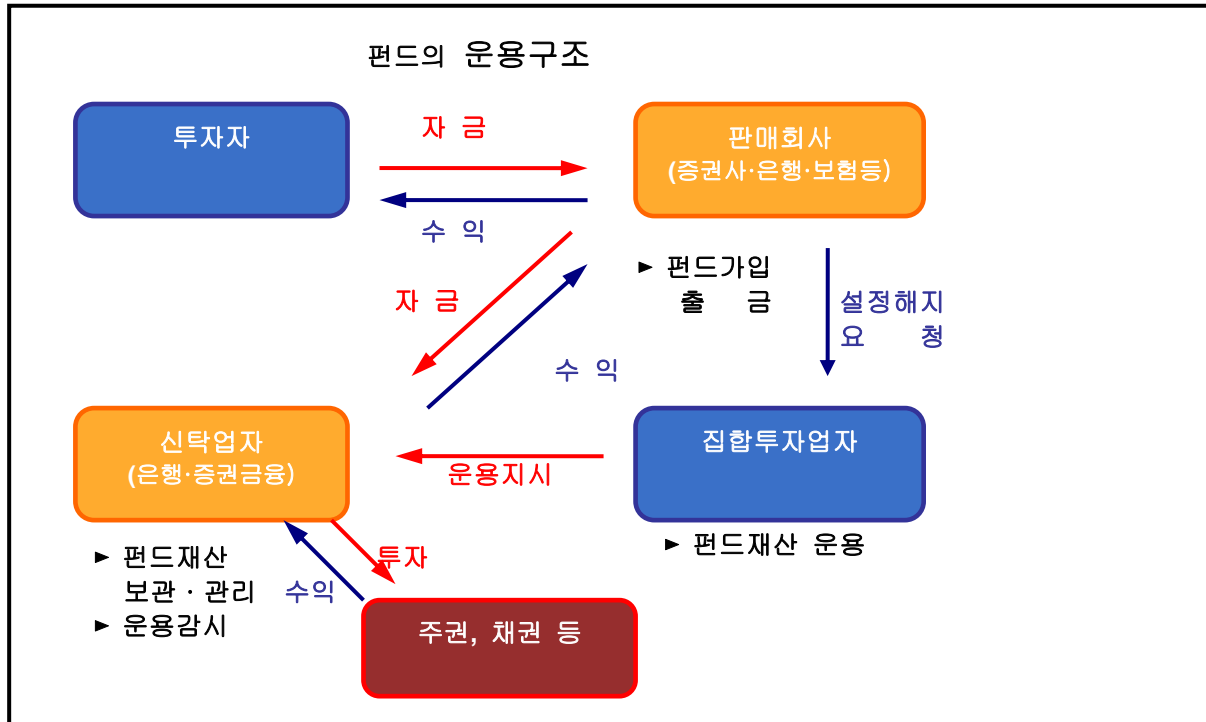 펀드의 운용구조
투자자
자 금
판매회사
(증권사·은행·보험등)
수 익
► 펀드가입
출 금
설정해지
요 청
자 금
수 익
신탁업자
(은행·증권금융)
운용지시
집합투자업자
► 펀드재산 운용
► 펀드재산
보관 · 관리
► 운용감시
투자
수익
주권, 채권 등